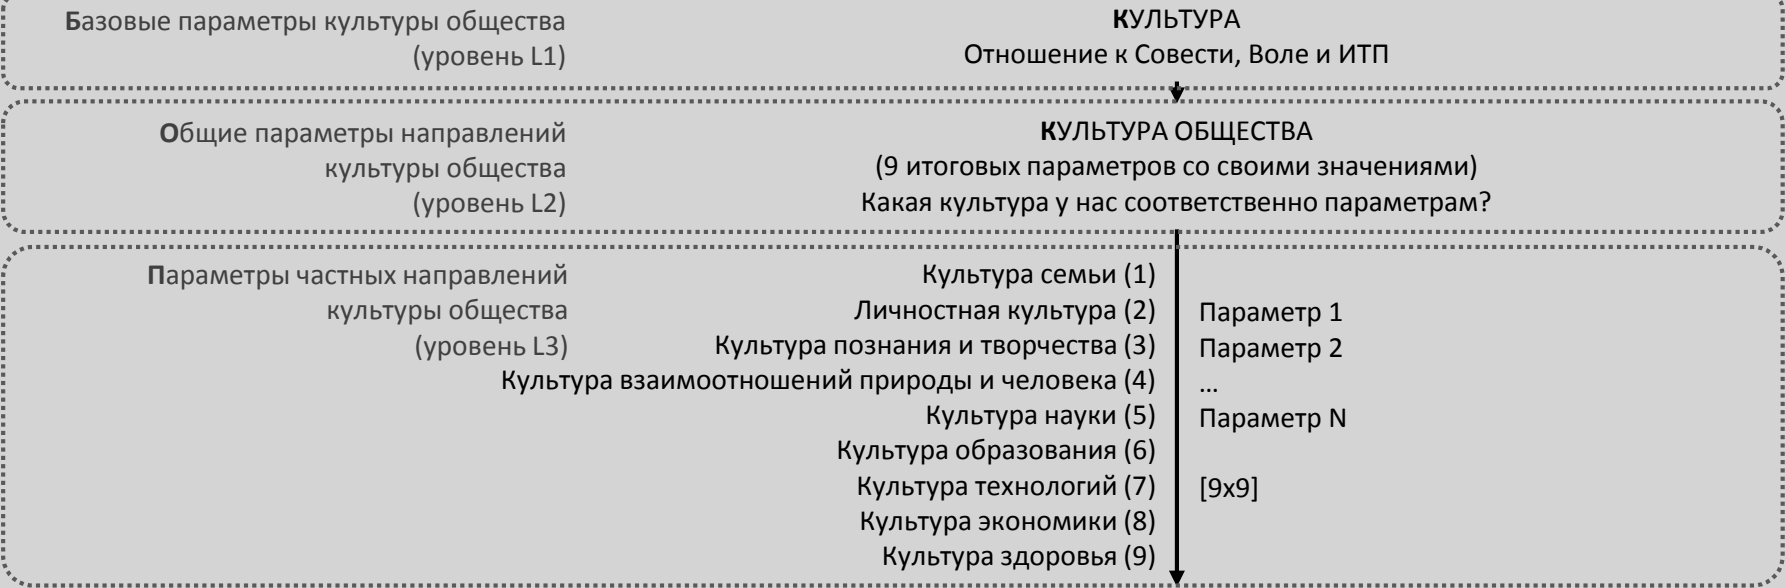 Базовые параметры культуры общества
(уровень L1)
КУЛЬТУРА
Отношение к Совести, Воле и ИТП
Общие параметры направлений
культуры общества
(уровень L2)
КУЛЬТУРА ОБЩЕСТВА
(9 итоговых параметров со своими значениями)
Какая культура у нас соответственно параметрам?
Параметры частных направлений
культуры общества
(уровень L3)
Культура семьи (1)
Личностная культура (2)
Культура познания и творчества (3)
Культура взаимоотношений природы и человека (4)
Культура науки (5)
Культура образования (6)
Культура технологий (7)
Культура экономики (8)
Культура здоровья (9)
Параметр 1
Параметр 2
...
Параметр N
[9x9]